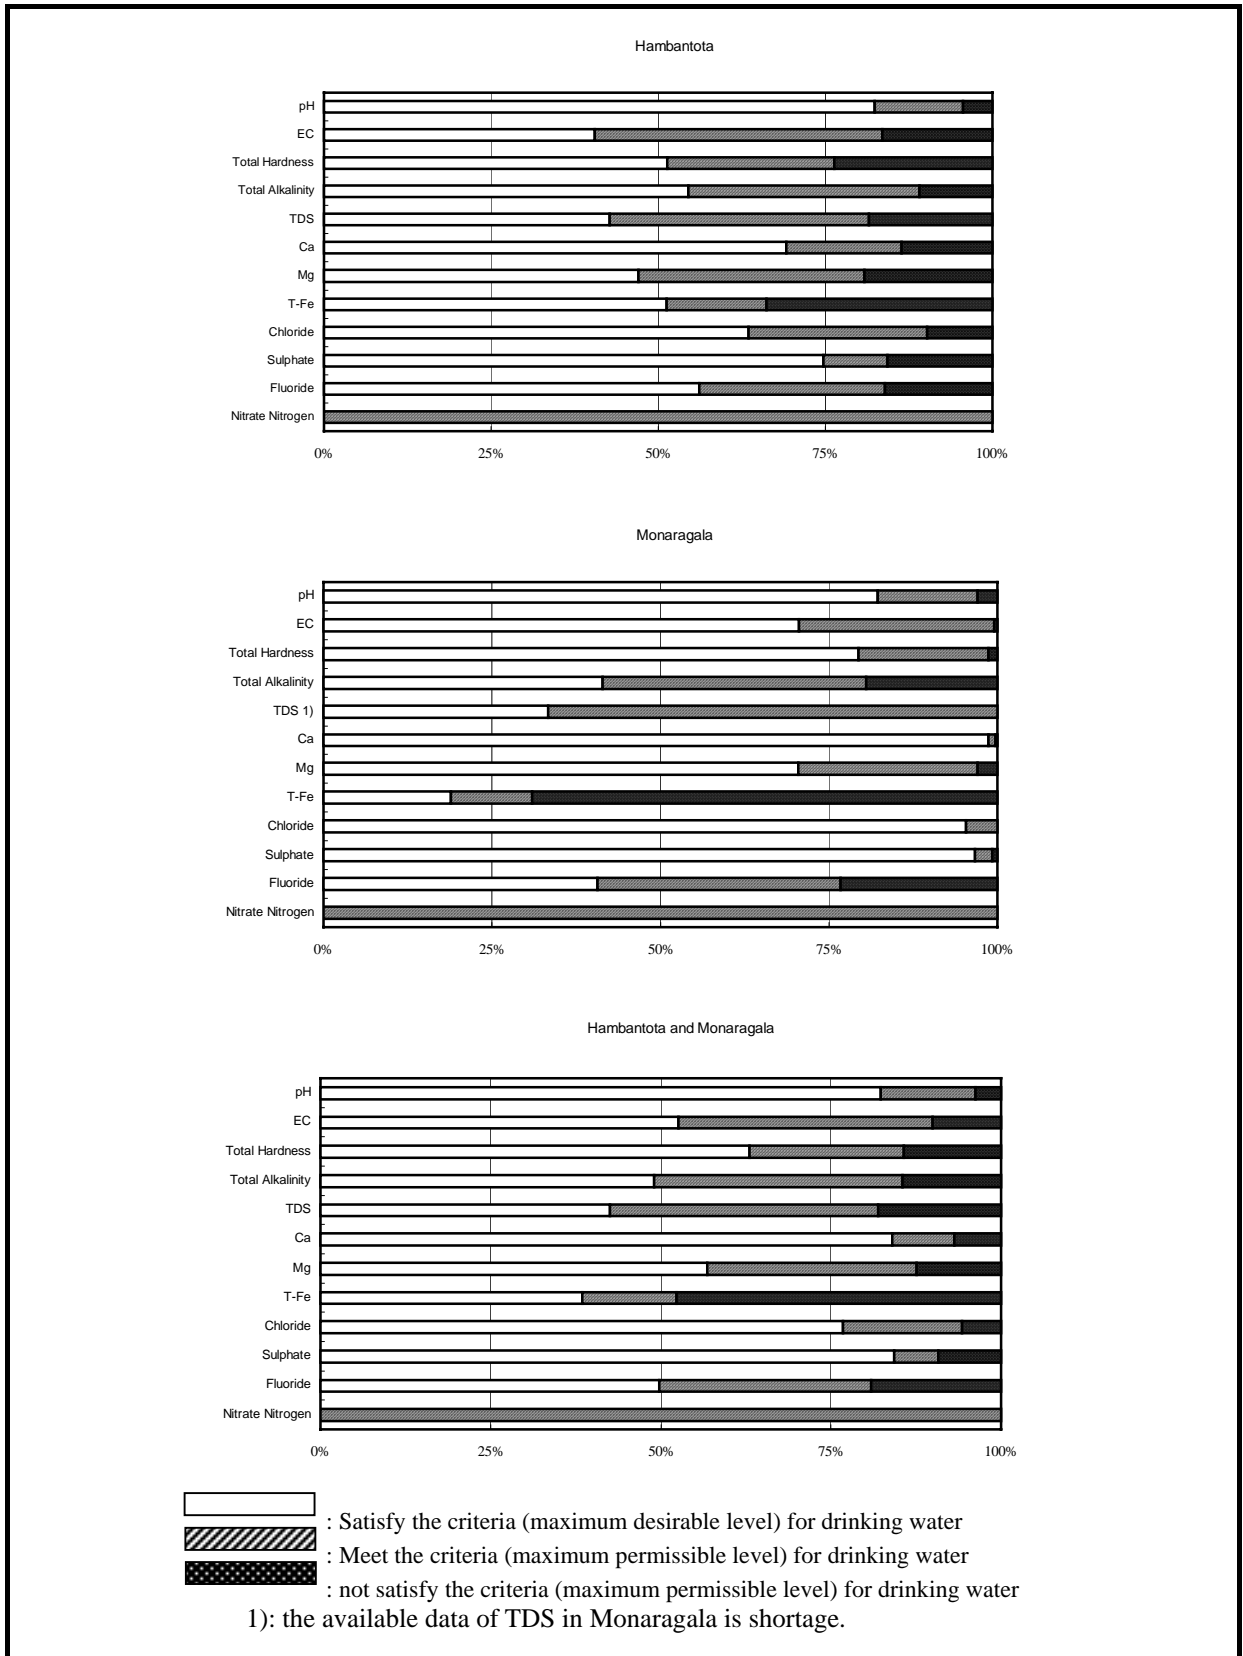 Hambantota
pH
EC
Total Hardness
Total Alkalinity
TDS
Ca
Mg
T-Fe
Chloride
Sulphate
Fluoride
Nitrate Nitrogen
0% 25% 50% 75% 100%
Monaragala
pH
EC
Total Hardness
Total Alkalinity
TDS 1)
Ca
Mg
T-Fe
Chloride
Sulphate
Fluoride
Nitrate Nitrogen
0% 25% 50% 75% 100%
Hambantota and Monaragala
pH
EC
Total Hardness
Total Alkalinity
TDS
Ca
Mg
T-Fe
Chloride
Sulphate
Fluoride
Nitrate Nitrogen
0% 25% 50% 75% 100%
: Satisfy the criteria (maximum desirable level) for drinking water
: Meet the criteria (maximum permissible level) for drinking water
: not satisfy the criteria (maximum permissible level) for drinking water
1): the available data of TDS in Monaragala is shortage.